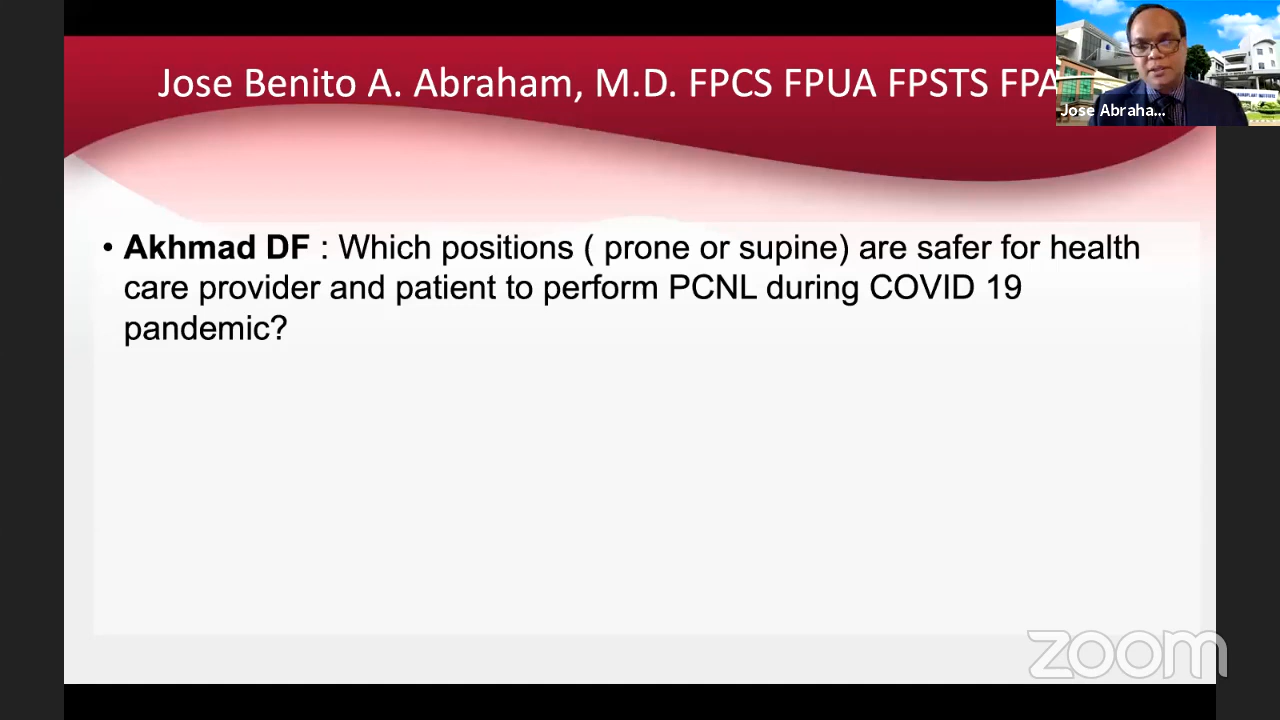 Jose Benito A. Abraham, M.D. FPCS FPUA FPSTS FPA
Jose Abraha...
• Akhmad DF : Which positions ( prone or supine) are safer for health
care provider and patient to perform PCNL during COVID 19
pandemic?
zoom